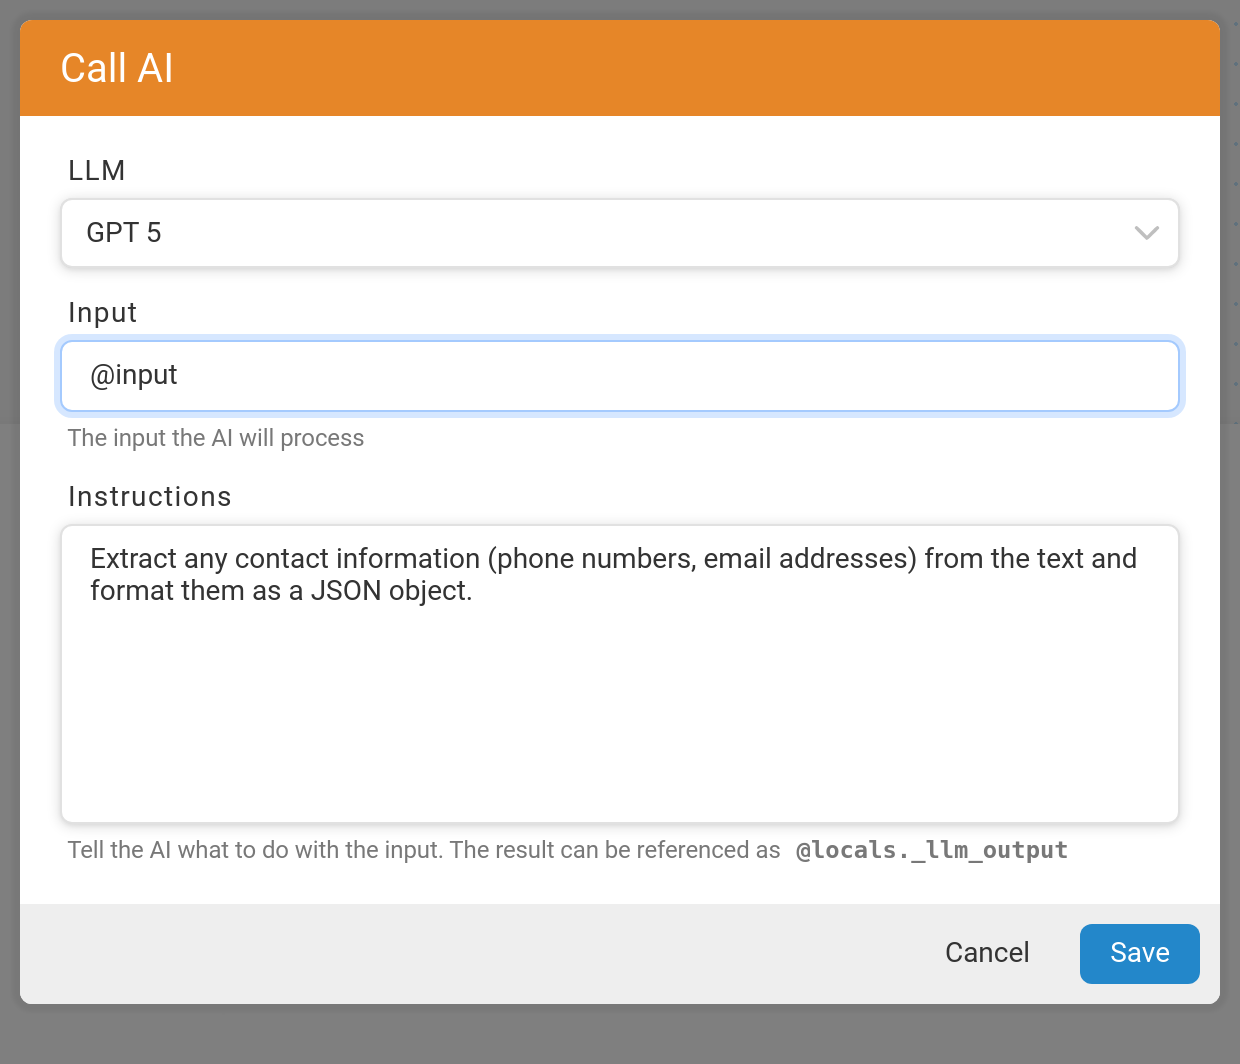 Call AI
LLM
GPT 5
Input
@input
The input the AI will process
Instructions
Extract any contact information (phone numbers, email addresses) from the text and
format them as a JSON object.
Tell the AI what to do with the input. The result can be referenced as @locals._llm_output
Cancel
Save